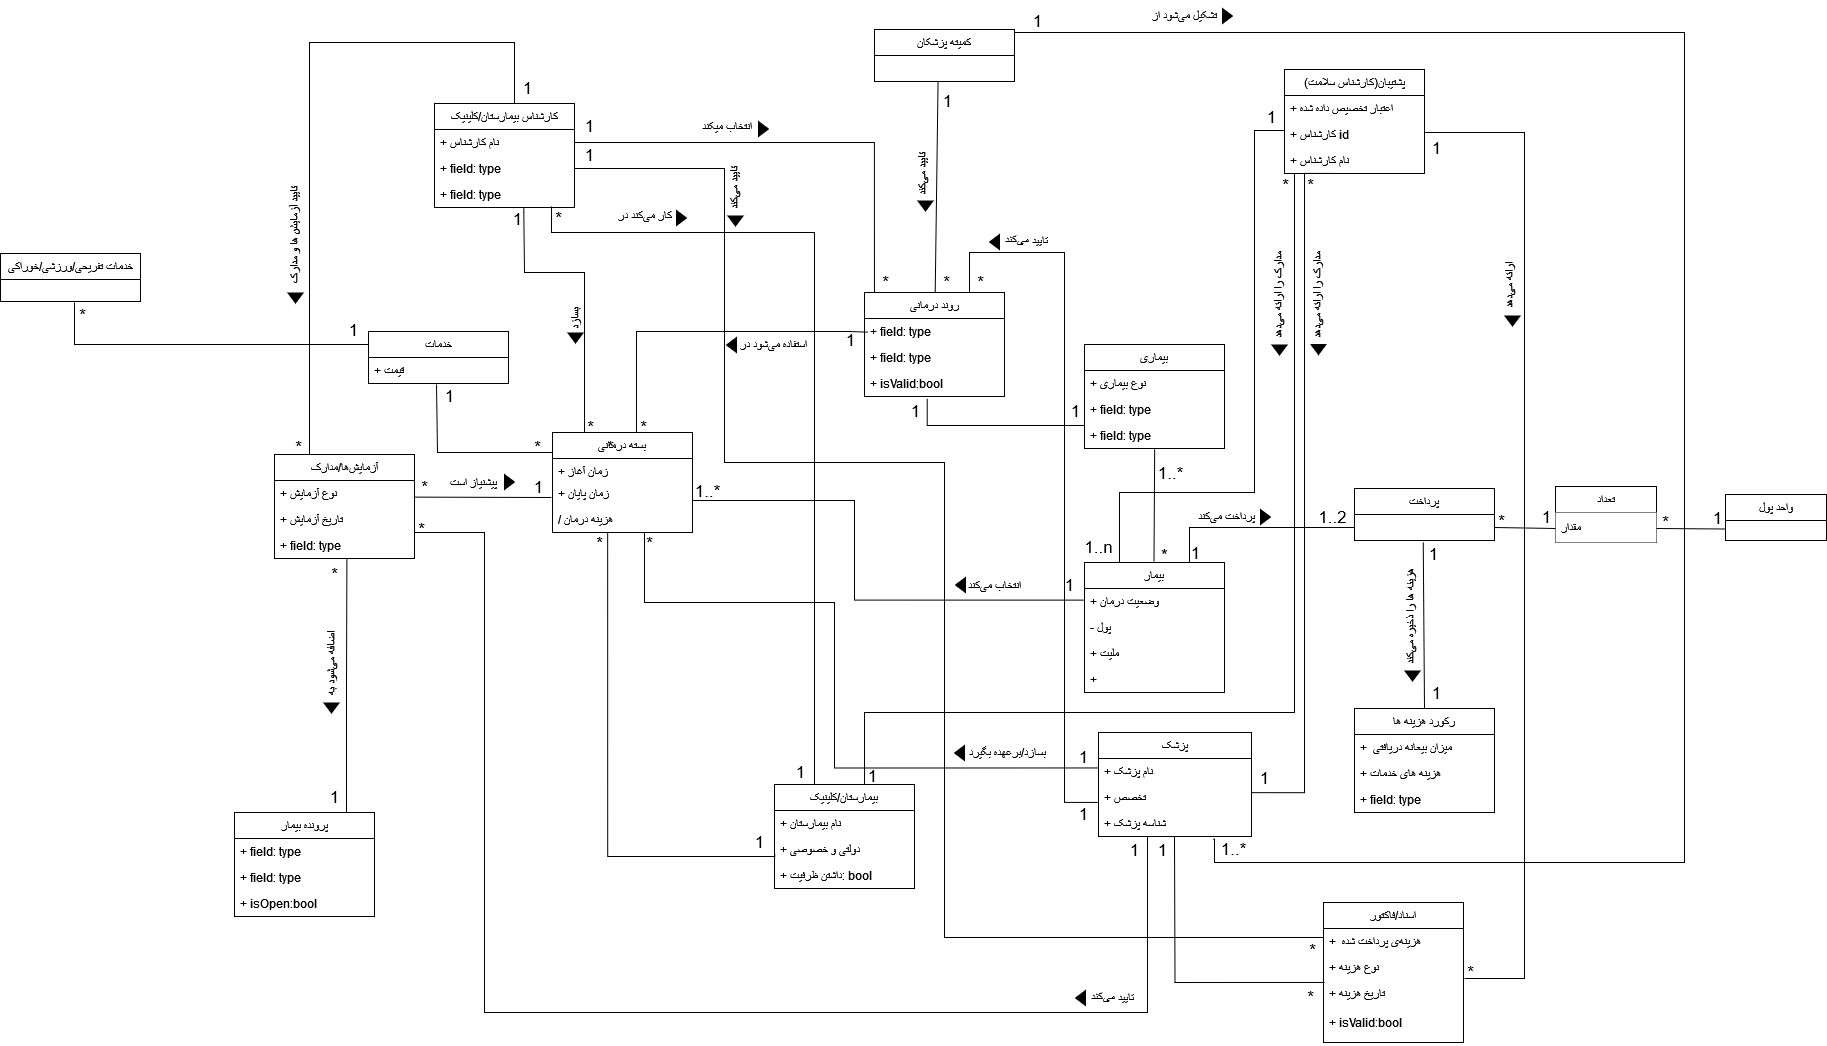 1
تشکیل می‌شود از
کمیته پزشکان
1
کارشناس بیمارستان/کلینیک
+ نام کارشناس
+ field: type
+ field: type
1
انتخاب میکند
1
تایید می‌کند
1
*
کار می‌کند در
تایید آزمایش ها و مدارک
*
1
تایید می‌کند
*
*
*
تایید می‌کند
پشتیبان(کارشناس سلامت)
+ اعتبار تخصیص داده شده
+ کارشناس id
+ نام کارشناس
1
1
*
*
مدارک را ارائه می‌دهد
مدارک را ارائه می‌دهد
ارائه می‌دهد
خدمات تفریحی/ورزشی/خوراکی
*
1
خدمات
+ قیمت
1
*
بسازد
*
روند درمانی
+ field: type
+ field: type
+ isValid:bool
1
استفاده می‌شود در
*
1
1
بیماری
+ نوع بیماری
+ field: type
+ field: type
1..*
*
بسته درمانی
*
+ زمان آغاز
+ زمان پایان
/ هزینه درمان
1..*
*
*
آزمایش‌ها/مدارک
+ نوع آزمایش
+ تاریخ آزمایش
+ field: type
*
پیشنیاز است
1
*
*
اضافه می‌شود به
1
پرونده بیمار
+ field: type
+ field: type
+ isOpen:bool
1..n
1
پرداخت می‌کند
1..2
پرداخت
*
1
تعداد
مقدار
*
1
واحد پول
بیمار
+ وضعیت درمان
- پول
+ ملیت
+
1
انتخاب می‌کند
1
هزینه ها را ذخیره می‌کند
1
رکورد هزینه ها
+ میزان بیعانه دریافتی
+ هزینه های خدمات
+ field: type
پزشک
+ نام پزشک
+ تخصص
+ شناسه پزشک
1
بسازد/برعهده بگیرد
1
1
1
1
1..*
1
1
1
بیمارستان/کلینیک
+ نام بیمارستان
+ دولتی و خصوصی
+ داشتن ظرفیت: bool
تایید می‌کند
اسناد/فاکتور
+ هزینه‌ی پرداخت شده
+ نوع هزینه
+ تاریخ هزینه
+ isValid:bool
*
*
*